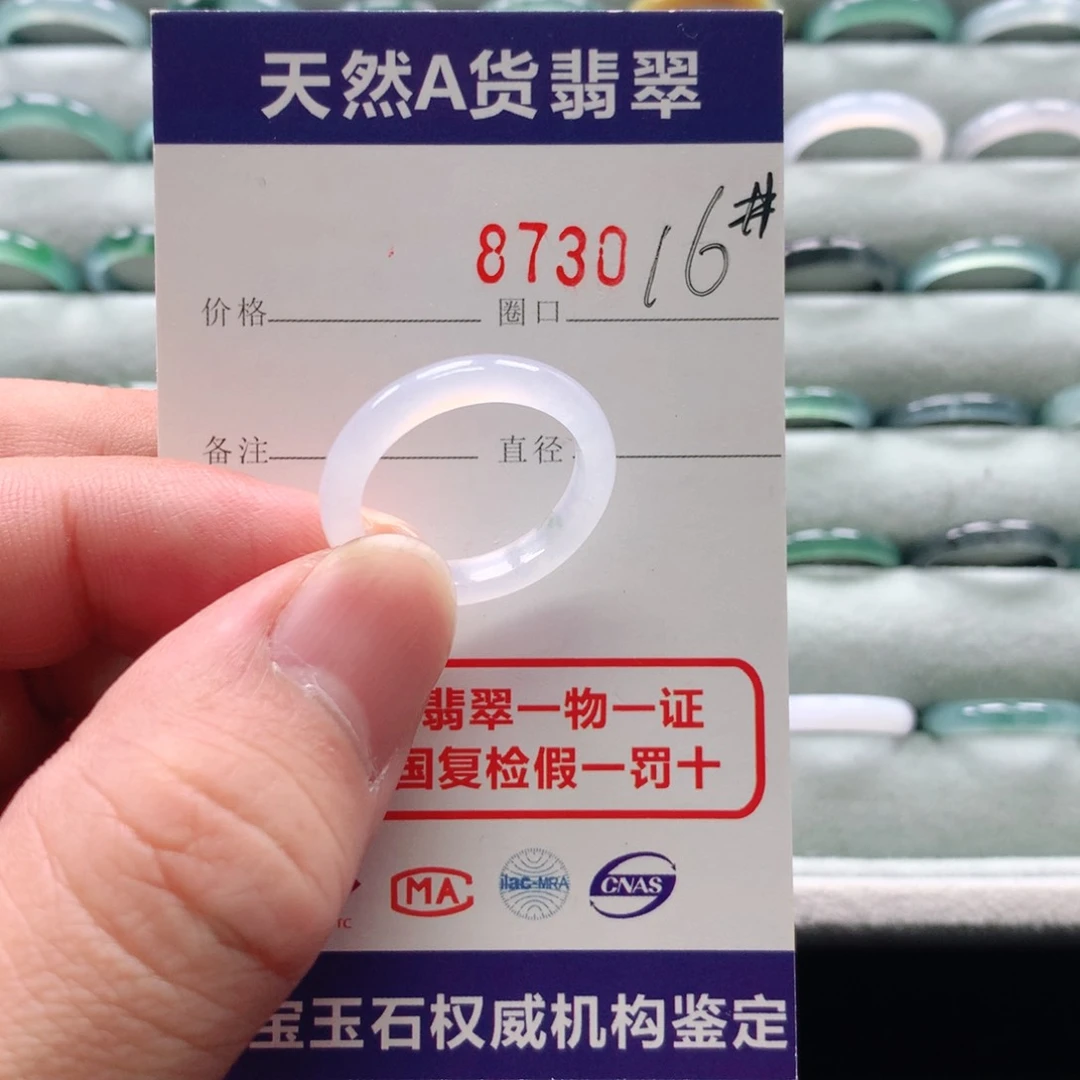 天然A货翡翠
8730 16#
价格 圈口
备注 直径
翡翠一物一证
国复检假一罚十
TC MA ilac-MRA CNAS
宝玉石权威机构鉴定